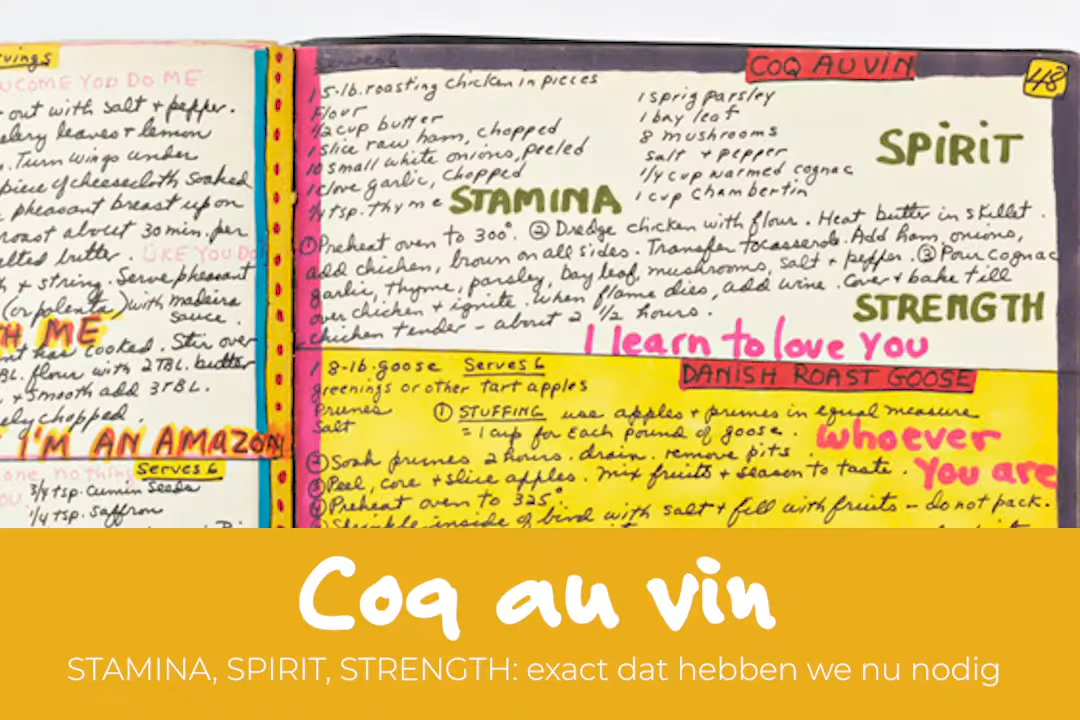 vings
UCOME YOU DO ME
out with salt + pepper.
celery leaves + lemon
. Turn wings under
piece of cheesecloth soaked
pheasant breast up on
roast about 30 min. per
elted butter. LIKE YOU DO
h + string. Serve pheasant
(or polenta) with madeira
sauce.
H ME
nt has cooked. Stir over
BL. flour with 2 TBL. butter
+ smooth add 3 TBL.
ely chopped.
I'M AN AMAZON
one, nothing
Serves 6
YOU
3/4 tsp. Cumin Seeds
1/4 tsp. saffron
Serves 6
COQ AU VIN
48
1 5-lb. roasting chicken in pieces
flour
1/2 cup butter
1 slice raw ham, chopped
10 small white onions, peeled
1 clove garlic, chopped
1/4 tsp. thyme
1 sprig parsley
1 bay leaf
8 mushrooms
salt + pepper
1/4 cup warmed cognac
1 cup chambertin
SPIRIT
STAMINA
① Preheat oven to 300°. ② Dredge chicken with flour. Heat butter in skillet.
add chicken, brown on all sides. Transfer to casserole. Add ham, onions,
garlic, thyme, parsley, bay leaf, mushrooms, salt + pepper. ③ Pour cognac
over chicken + ignite. when flame dies, add wine. Cover + bake till
chicken tender – about 2 1/2 hours.
STRENGTH
I learn to love you
1 8-lb. goose Serves 6
DANISH ROAST GOOSE
greenings or other tart apples
Prunes
Salt
① STUFFING use apples + prunes in equal measure
= 1 cup for each pound of goose.
whoever
② Soak prunes 2 hours. drain. remove pits.
③ Peel, core + slice apples. mix fruits + season to taste.
You are
④ Preheat oven to 325°
⑤ Sprinkle inside of bird with salt + fill with fruits – do not pack.
Coq au vin
STAMINA, SPIRIT, STRENGTH: exact dat hebben we nu nodig